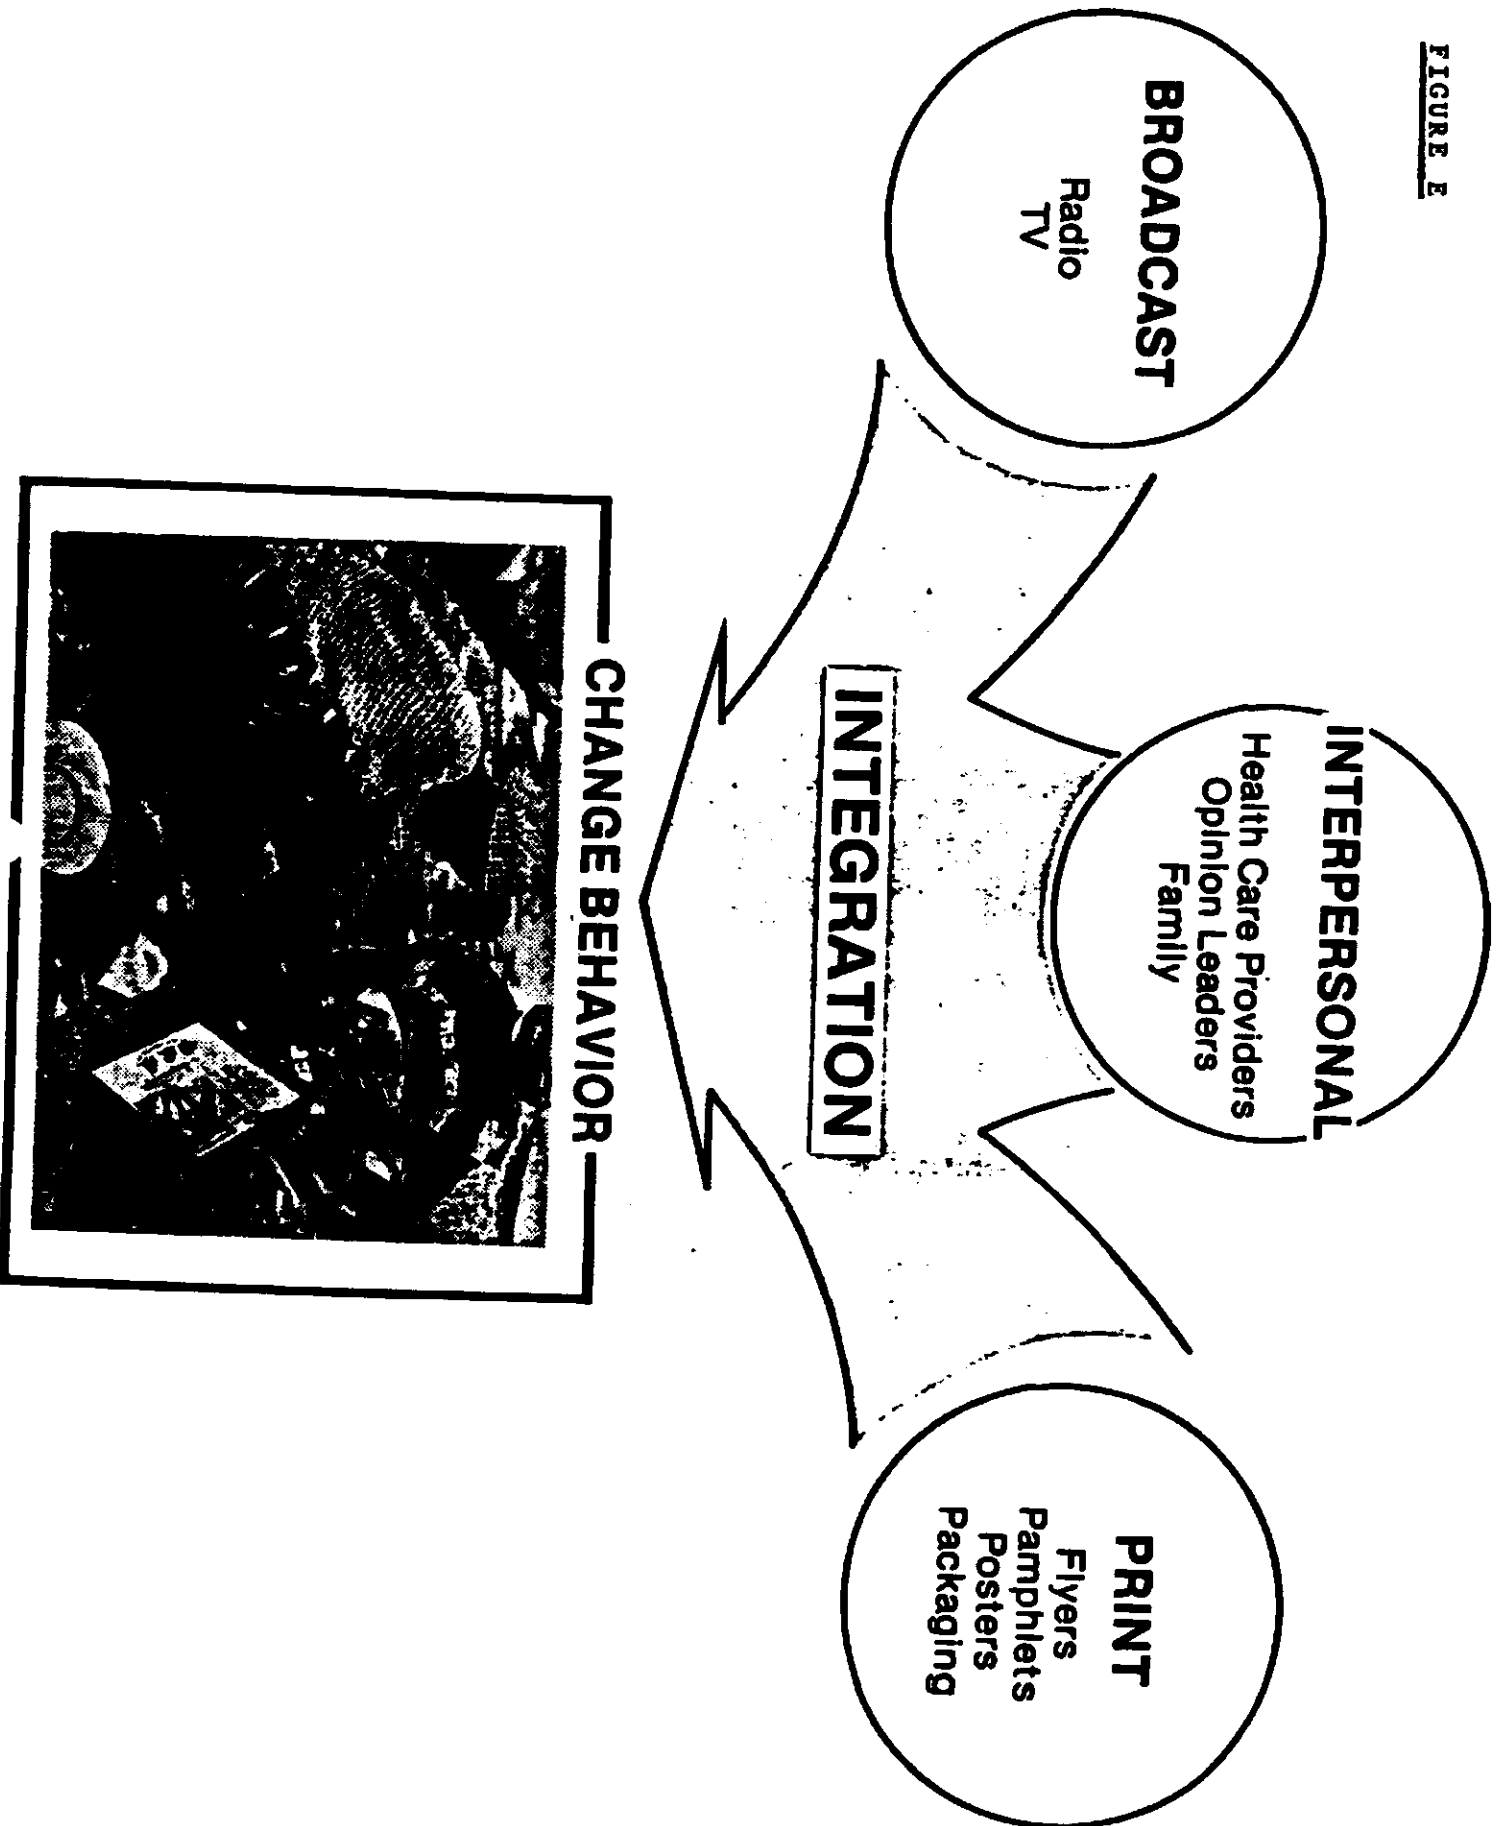 FIGURE E
BROADCAST
Radio
TV
INTERPERSONAL
Health Care Providers
Opinion Leaders
Family
PRINT
Flyers
Pamphlets
Posters
Packaging
INTEGRATION
CHANGE BEHAVIOR